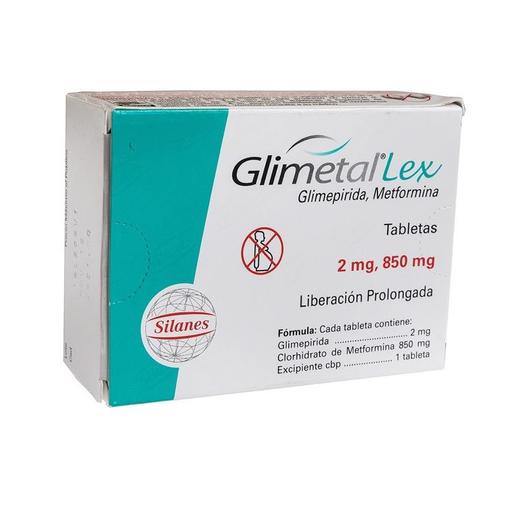 Glimetal® Lex
Glimepirida, Metformina
Tabletas
2 mg, 850 mg
Liberación Prolongada
Silanes
Fórmula: Cada tableta contiene:
Glimepirida ........................ 2 mg
Clorhidrato de Metformina 850 mg
Excipiente cbp .................. 1 tableta